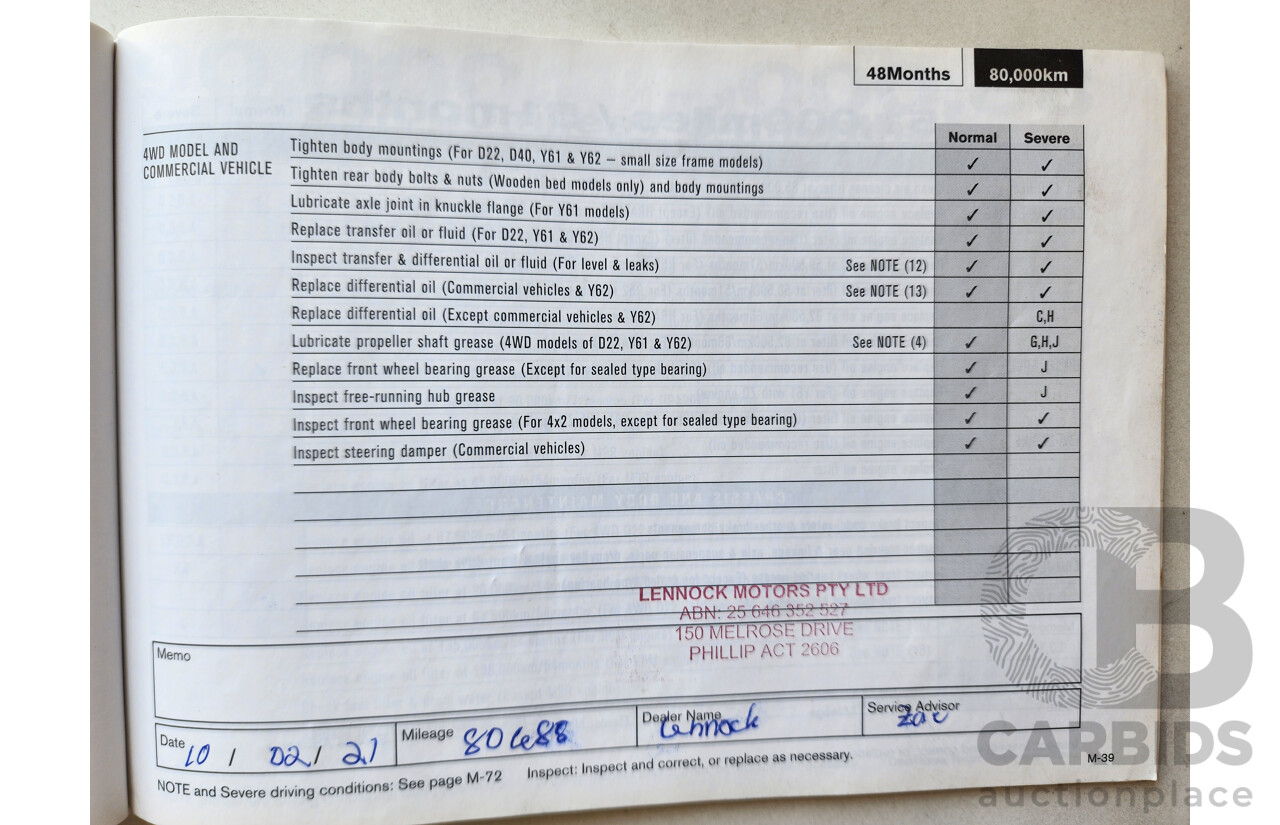 48Months 80,000km
Normal Severe
4WD MODEL AND
COMMERCIAL VEHICLE
Tighten body mountings (For D22, D40, Y61 & Y62 – small size frame models) ✓ ✓
Tighten rear body bolts & nuts (Wooden bed models only) and body mountings ✓ ✓
Lubricate axle joint in knuckle flange (For Y61 models) ✓ ✓
Replace transfer oil or fluid (For D22, Y61 & Y62) ✓ ✓
Inspect transfer & differential oil or fluid (For level & leaks) See NOTE (12) ✓ ✓
Replace differential oil (Commercial vehicles & Y62) See NOTE (13) ✓ ✓
Replace differential oil (Except commercial vehicles & Y62) C,H
Lubricate propeller shaft grease (4WD models of D22, Y61 & Y62) See NOTE (4) ✓ G,H,J
Replace front wheel bearing grease (Except for sealed type bearing) ✓ J
Inspect free-running hub grease ✓ J
Inspect front wheel bearing grease (For 4x2 models, except for sealed type bearing) ✓ ✓
Inspect steering damper (Commercial vehicles) ✓ ✓
LENNOCK MOTORS PTY LTD
ABN: 25 646 352 527
150 MELROSE DRIVE
PHILLIP ACT 2606
Memo
Date 10 / 02 / 21 Mileage 80688 Dealer Name Lennock Service Advisor Zac
NOTE and Severe driving conditions: See page M-72 Inspect: Inspect and correct, or replace as necessary.
M-39
CB
CARBIDS
auctionplace